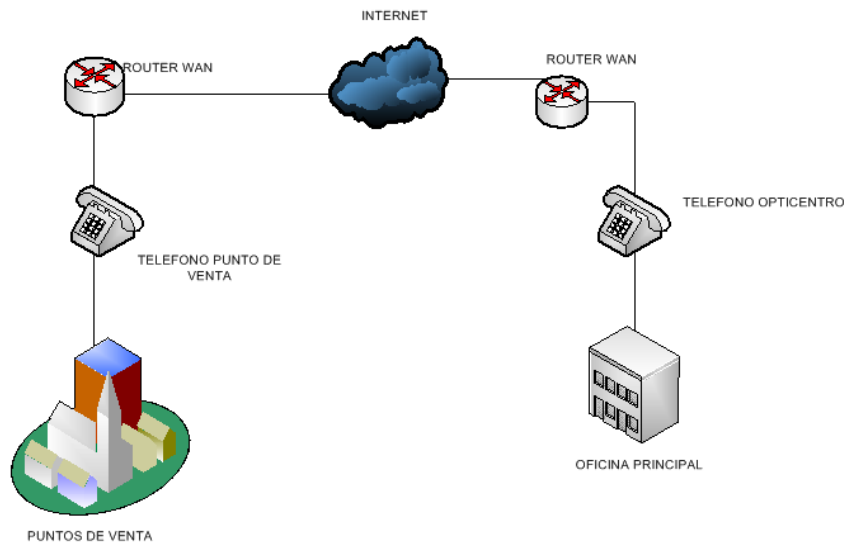 INTERNET
ROUTER WAN
ROUTER WAN
TELEFONO OPTICENTRO
TELEFONO PUNTO DE
VENTA
OFICINA PRINCIPAL
PUNTOS DE VENTA